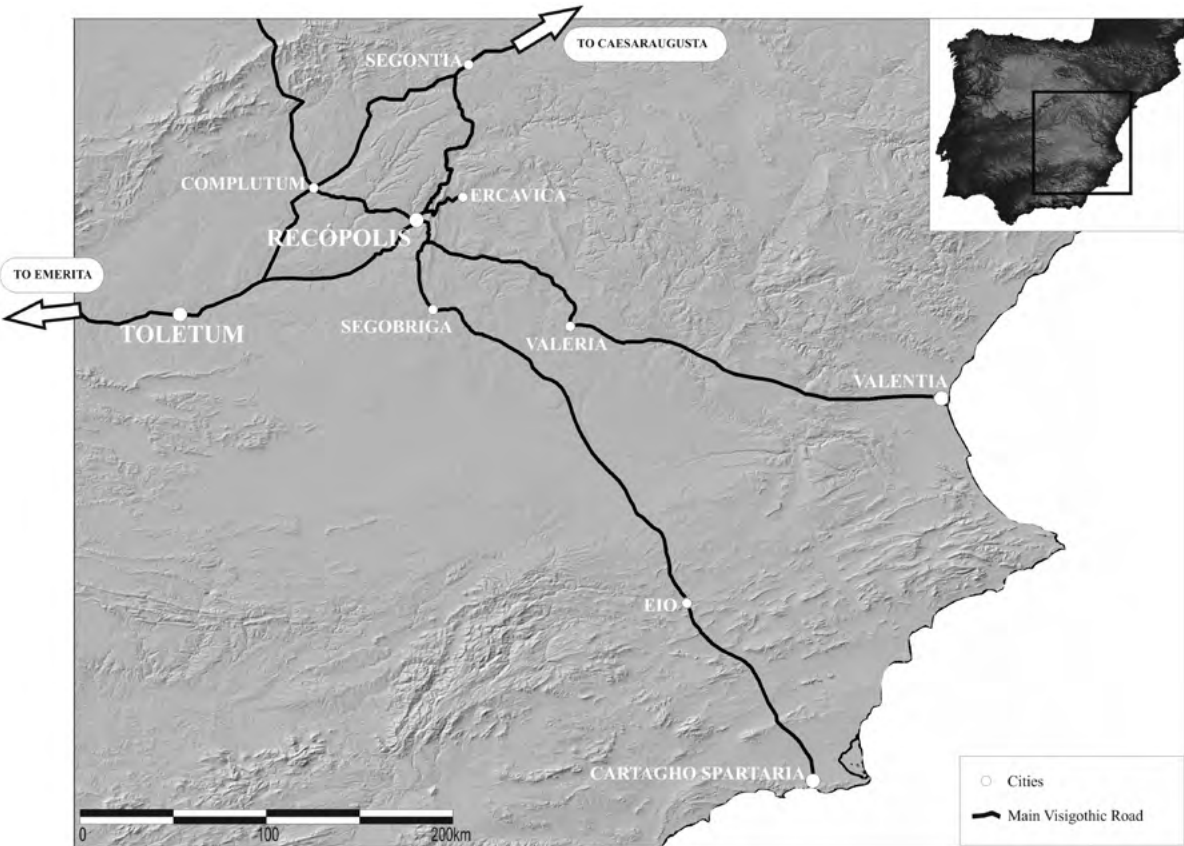 TO CAESARAUGUSTA
SEGONTIA
COMPLUTUM
ERCAVICA
RECÓPOLIS
TO EMERITA
TOLETUM
SEGOBRIGA
VALERIA
VALENTIA
EIO
CARTAGHO SPARTARIA
Cities
Main Visigothic Road
0 100 200km